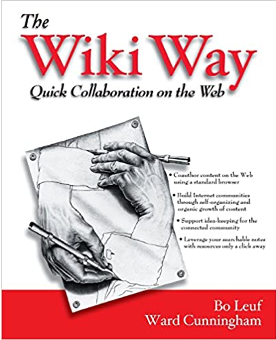 The
Wiki Way
Quick Collaboration on the Web
• Coauthor content on the Web
using a standard browser
• Build Internet communities
through self-organizing and
organic growth of content
• Support idea-keeping for the
connected community
• Leverage your searchable notes
with resources only a click away
Bo Leuf
Ward Cunningham